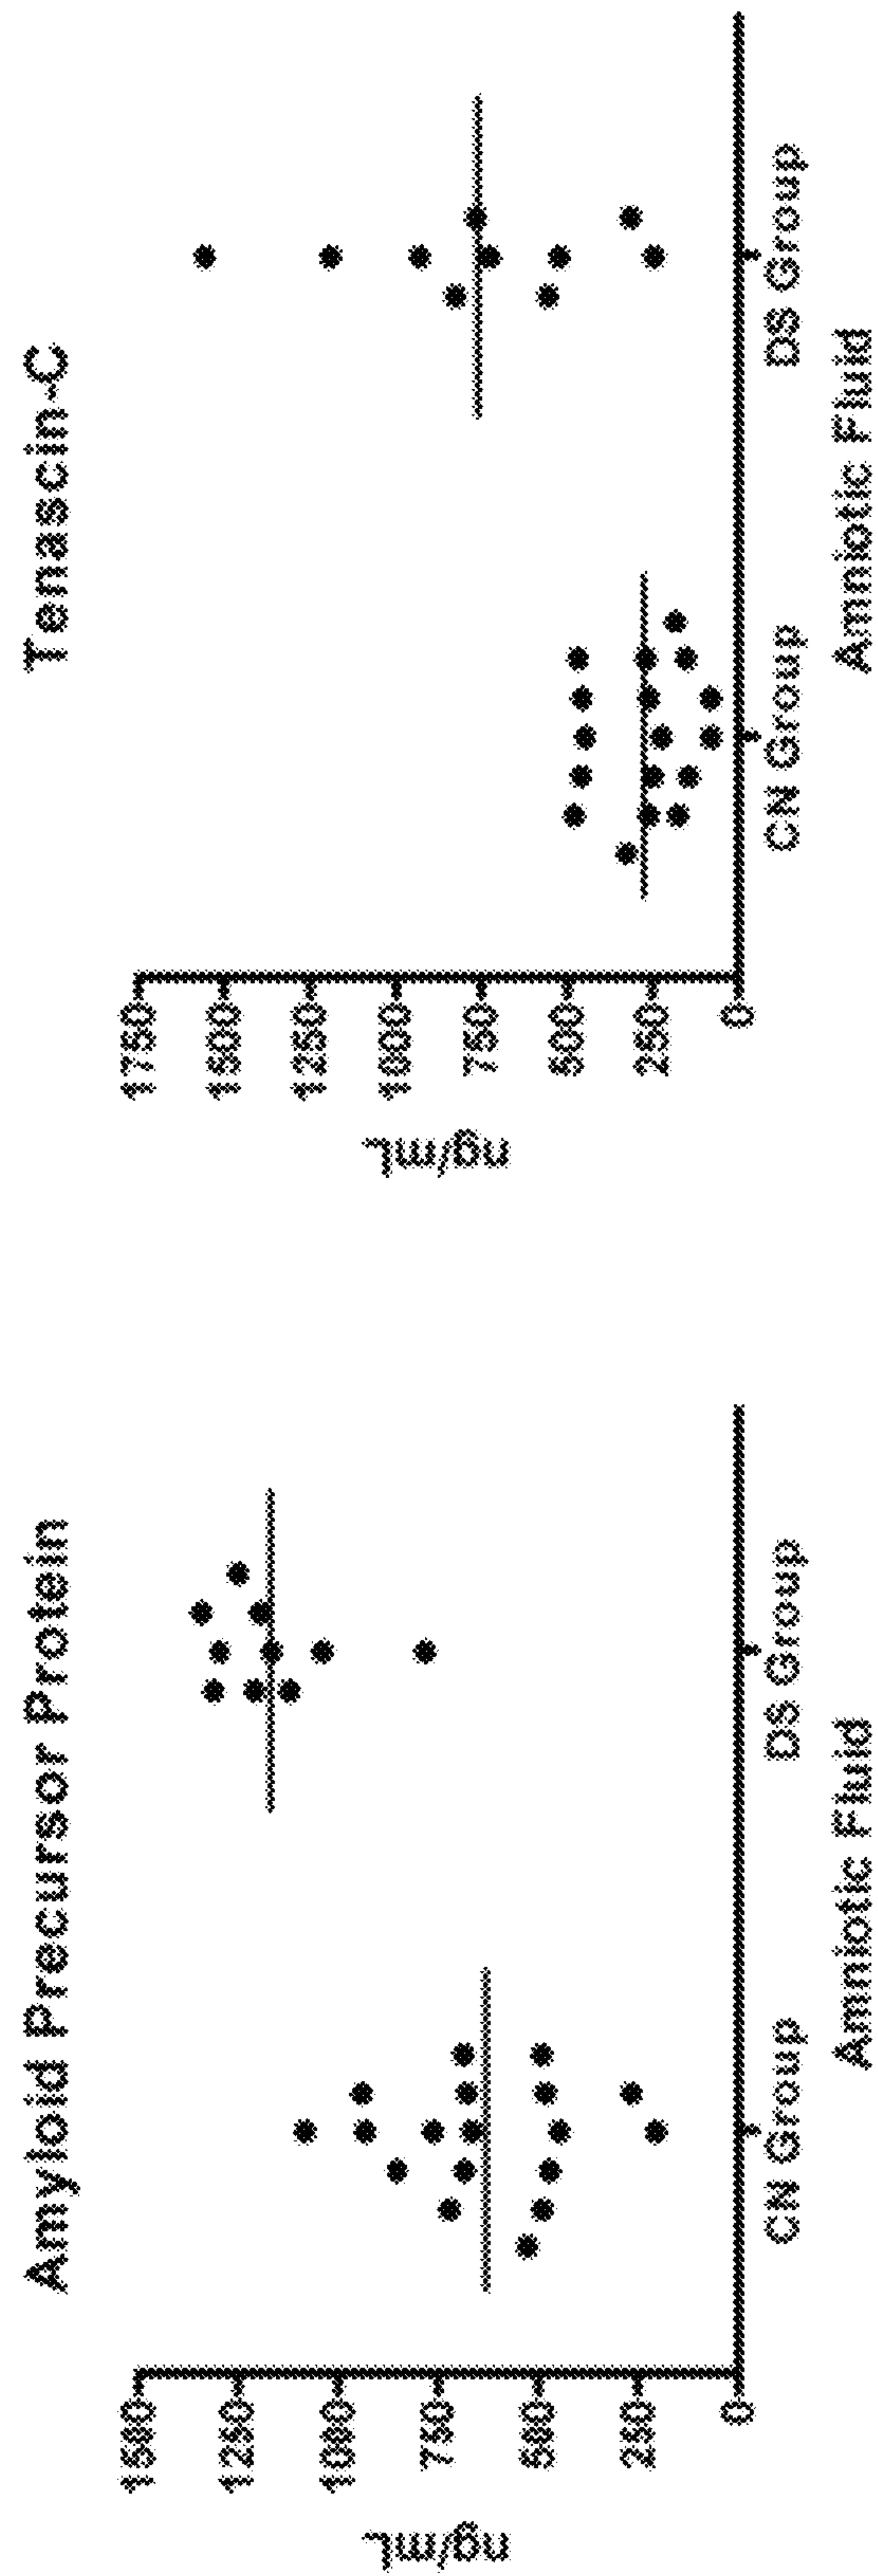 Amyloid Precursor Protein
ng/mL
1500
1250
1000
750
500
250
0
CN Group
DS Group
Amniotic Fluid
Tenascin-C
ng/mL
1750
1500
1250
1000
750
500
250
0
CN Group
DS Group
Amniotic Fluid